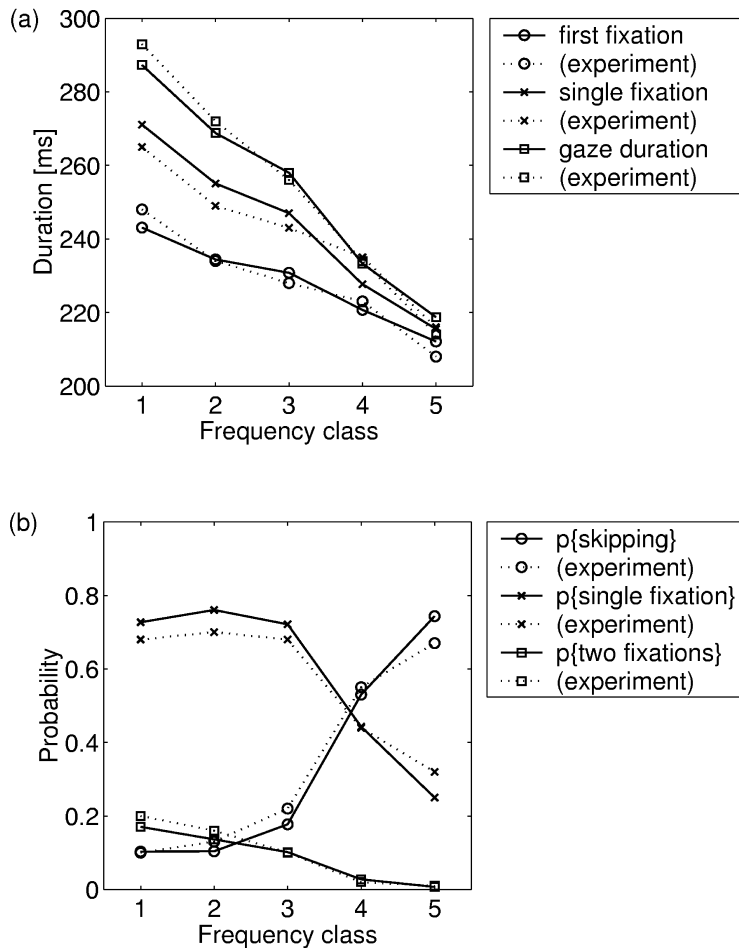 (a)
300
280
260
240
220
200
Duration [ms]
1 2 3 4 5
Frequency class
first fixation
(experiment)
single fixation
(experiment)
gaze duration
(experiment)
(b)
1
0.8
0.6
0.4
0.2
0
Probability
1 2 3 4 5
Frequency class
p{skipping}
(experiment)
p{single fixation}
(experiment)
p{two fixations}
(experiment)